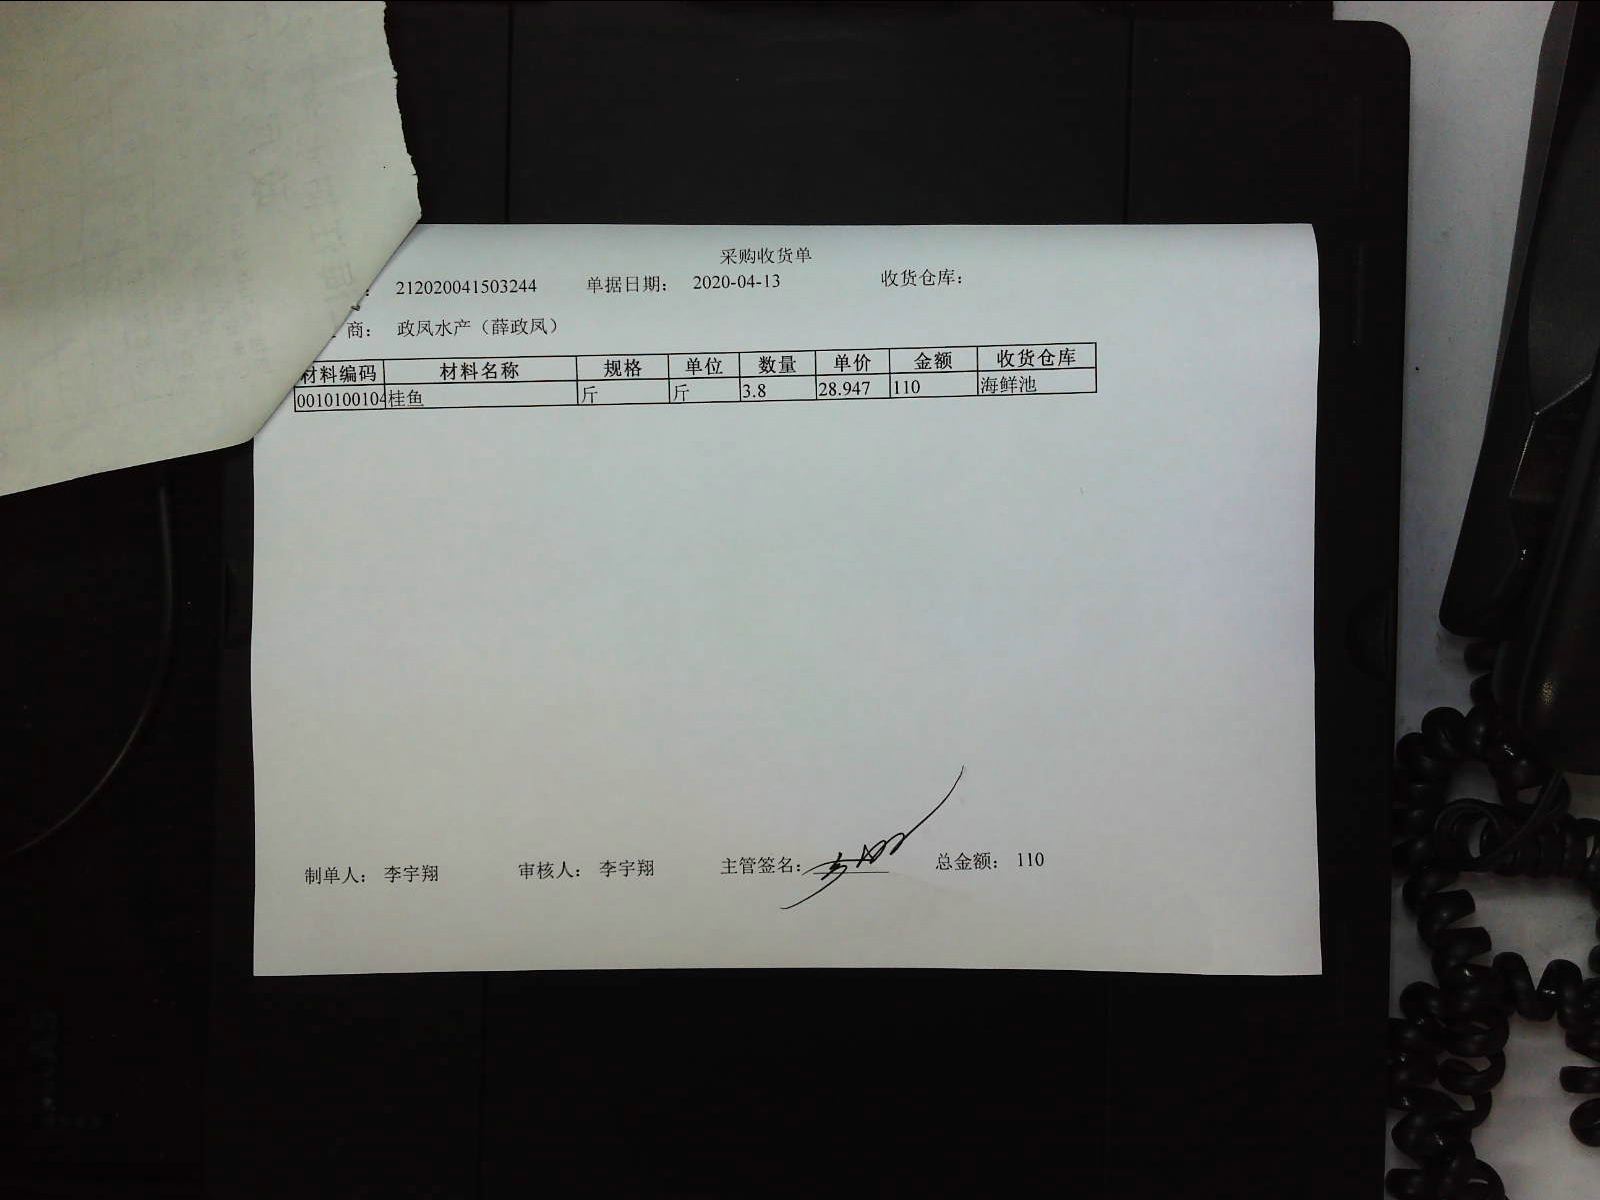 采购收货单
: 212020041503244 单据日期: 2020-04-13 收货仓库:
商: 政凤水产（薛政凤）
材料编码 材料名称 规格 单位 数量 单价 金额 收货仓库
0010100104 桂鱼 斤 斤 3.8 28.947 110 海鲜池
制单人: 李宇翔 审核人: 李宇翔 主管签名: 总金额: 110